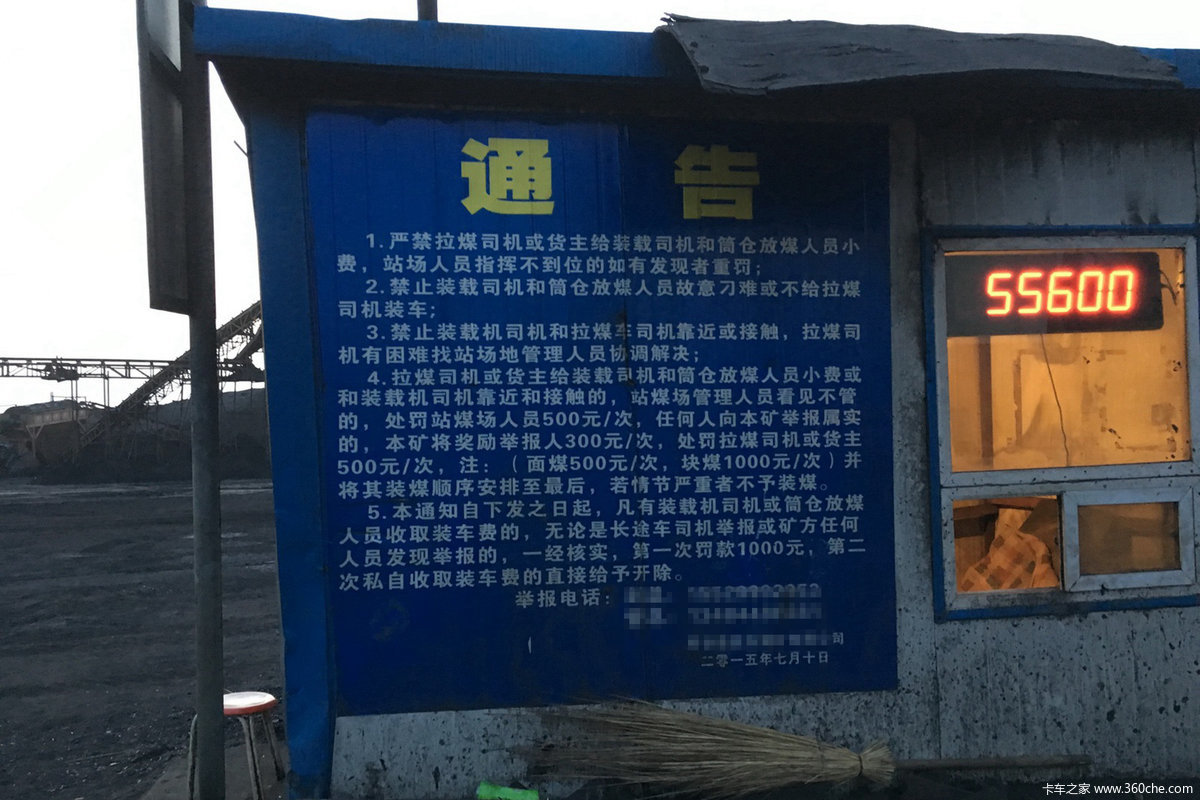 通告
1.严禁拉煤司机或货主给装载司机和筒仓放煤人员小
费，站场人员指挥不到位的如有发现者重罚；
2.禁止装载司机和筒仓放煤人员故意刁难或不给拉煤
司机装车；
3.禁止装载机司机和拉煤车司机靠近或接触，拉煤司
机有困难找站场地管理人员协调解决；
4.拉煤司机或货主给装载司机和筒仓放煤人员小费或
和装载机司机靠近和接触的，站煤场管理人员看见不管
的，处罚站煤场人员500元/次，任何人向本矿举报属实
的，本矿将奖励举报人300元/次，处罚拉煤司机或货主
500元/次，注：（面煤500元/次，块煤1000元/次）并
将其装煤顺序安排至最后，若情节严重者不予装煤。
5.本通知自下发之日起，凡有装载机司机或筒仓放煤
人员收取装车费的，无论是长途车司机举报或矿方任何
人员发现举报的，一经核实，第一次罚款1000元，第二
次私自收取装车费的直接给予开除。
举报电话：
司
二零一五年七月十日
55600
卡车之家 www.360che.com